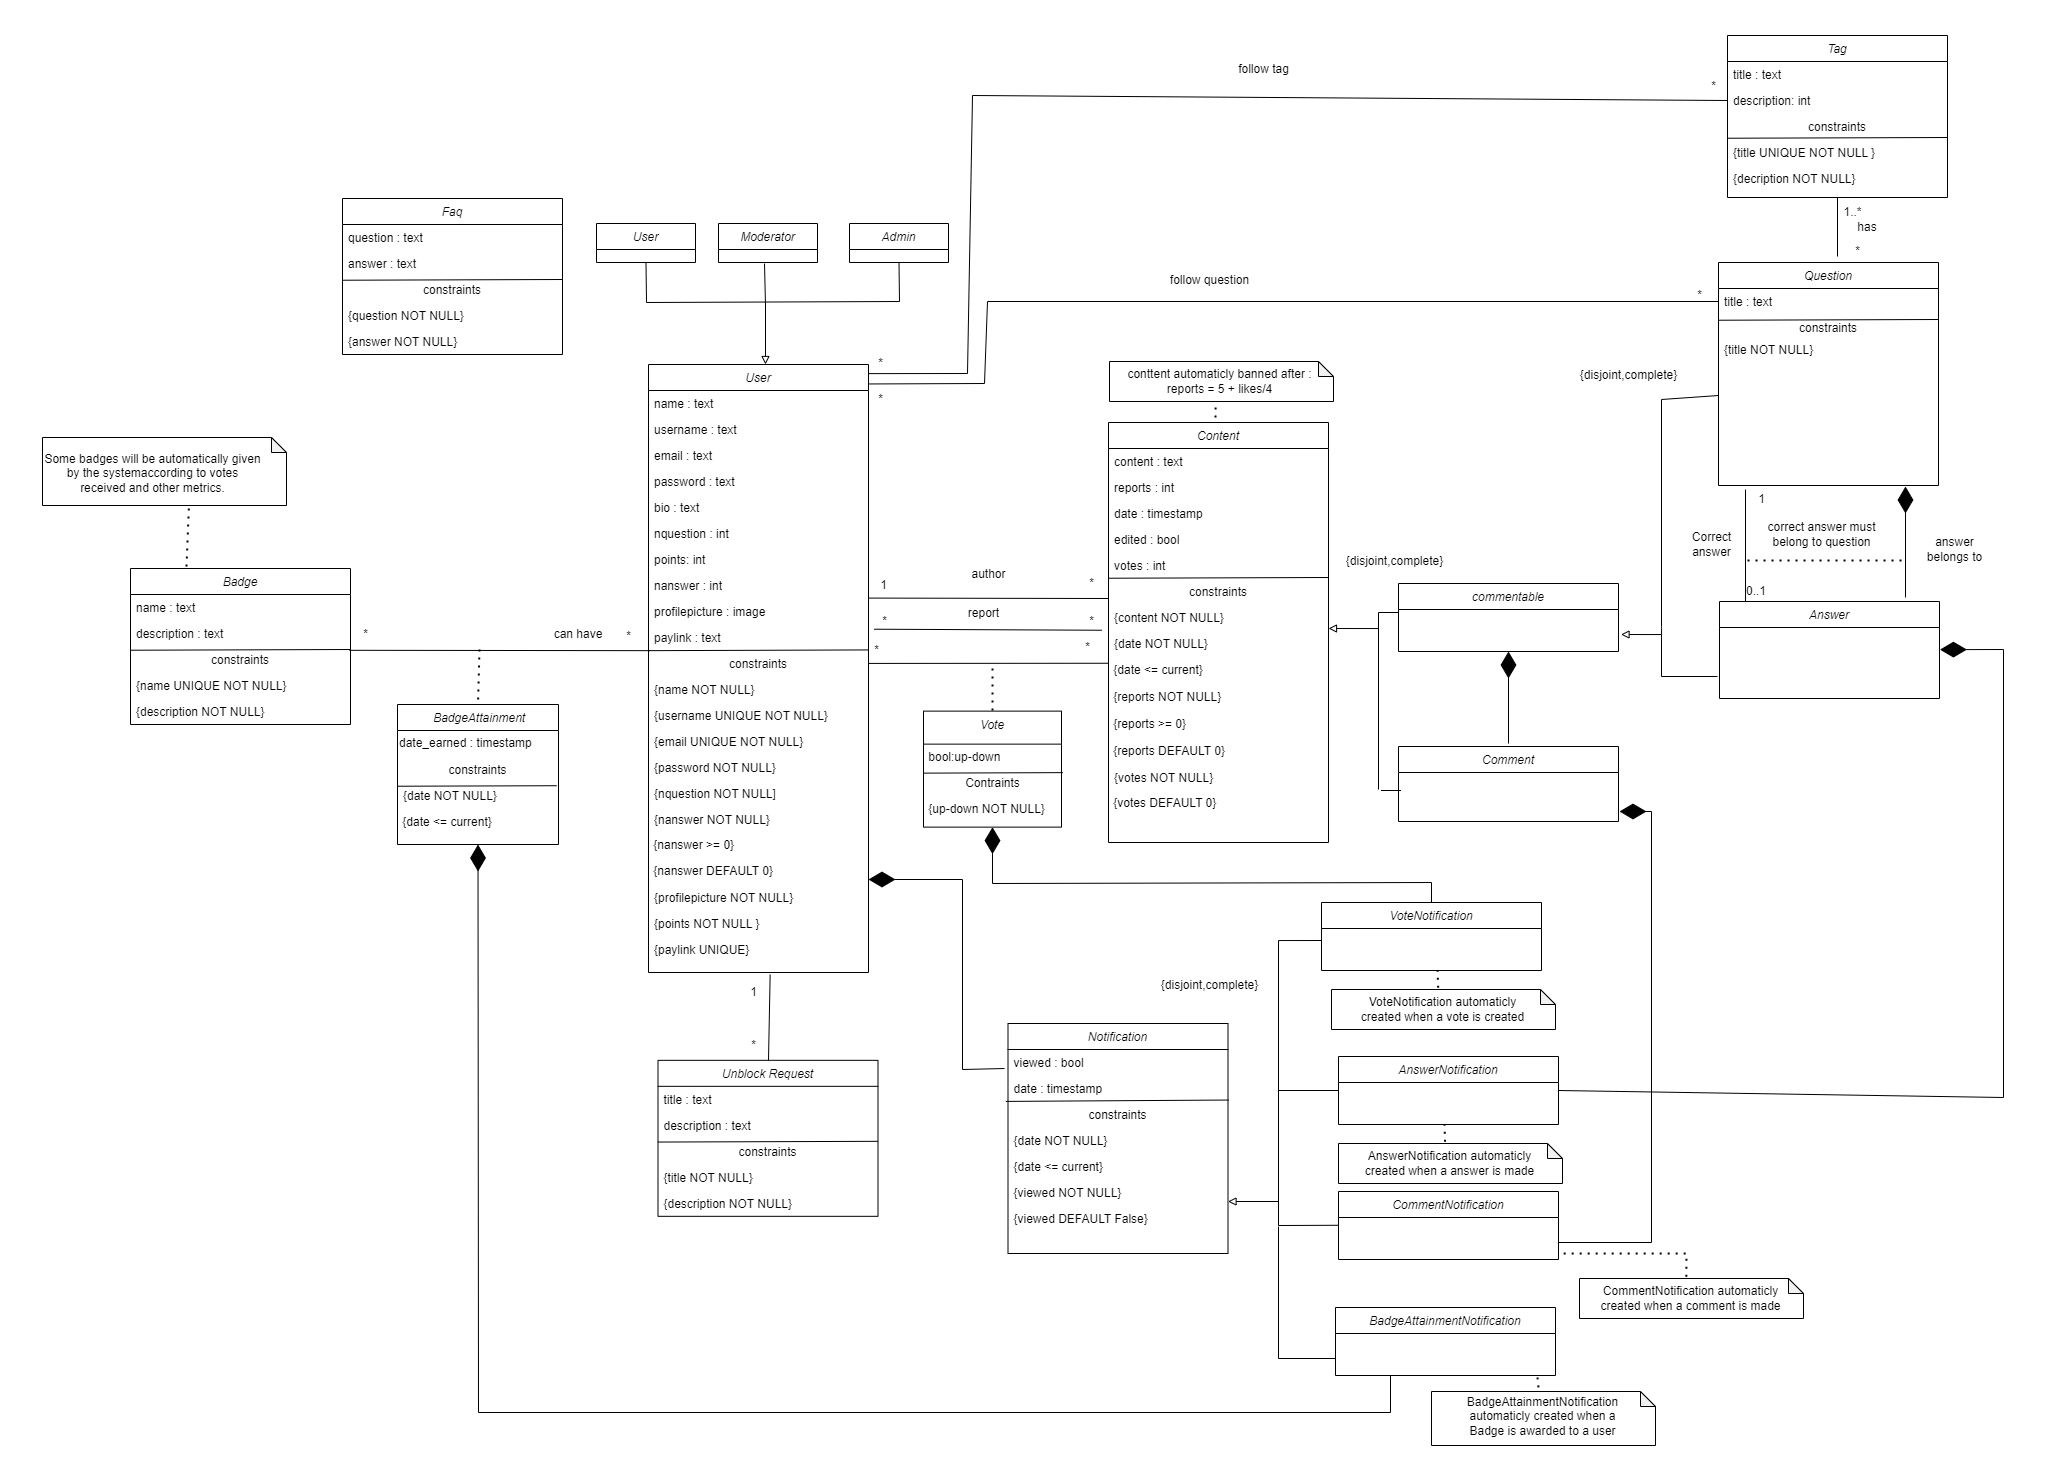 follow tag
*
Tag
title : text
description: int
constraints
{title UNIQUE NOT NULL }
{decription NOT NULL}
1..*
has
*
Faq
question : text
answer : text
constraints
{question NOT NULL}
{answer NOT NULL}
User
Moderator
Admin
follow question
*
Question
title : text
constraints
{title NOT NULL}
*
*
User
name : text
username : text
email : text
password : text
bio : text
nquestion : int
points: int
nanswer : int
profilepicture : image
paylink : text
constraints
{name NOT NULL}
{username UNIQUE NOT NULL}
{email UNIQUE NOT NULL}
{password NOT NULL}
{nquestion NOT NULL]
{nanswer NOT NULL}
{nanswer >= 0}
{nanswer DEFAULT 0}
{profilepicture NOT NULL}
{points NOT NULL }
{paylink UNIQUE}
conttent automaticly banned after :
reports = 5 + likes/4
Content
content : text
reports : int
date : timestamp
edited : bool
votes : int
constraints
{content NOT NULL}
{date NOT NULL}
{date <= current}
{reports NOT NULL}
{reports >= 0}
{reports DEFAULT 0}
{votes NOT NULL}
{votes DEFAULT 0}
{disjoint,complete}
1
correct answer must
belong to question
Correct
answer
answer
belongs to
0..1
Answer
{disjoint,complete}
commentable
Comment
Some badges will be automatically given
by the systemaccording to votes
received and other metrics.
Badge
name : text
description : text
constraints
{name UNIQUE NOT NULL}
{description NOT NULL}
*
can have
*
BadgeAttainment
date_earned : timestamp
constraints
{date NOT NULL}
{date <= current}
1
author
*
*
report
*
*
*
Vote
bool:up-down
Contraints
{up-down NOT NULL}
1
*
Unblock Request
title : text
description : text
constraints
{title NOT NULL}
{description NOT NULL}
{disjoint,complete}
Notification
viewed : bool
date : timestamp
constraints
{date NOT NULL}
{date <= current}
{viewed NOT NULL}
{viewed DEFAULT False}
VoteNotification
VoteNotification automaticly
created when a vote is created
AnswerNotification
AnswerNotification automaticly
created when a answer is made
CommentNotification
CommentNotification automaticly
created when a comment is made
BadgeAttainmentNotification
BadgeAttainmentNotification
automaticly created when a
Badge is awarded to a user